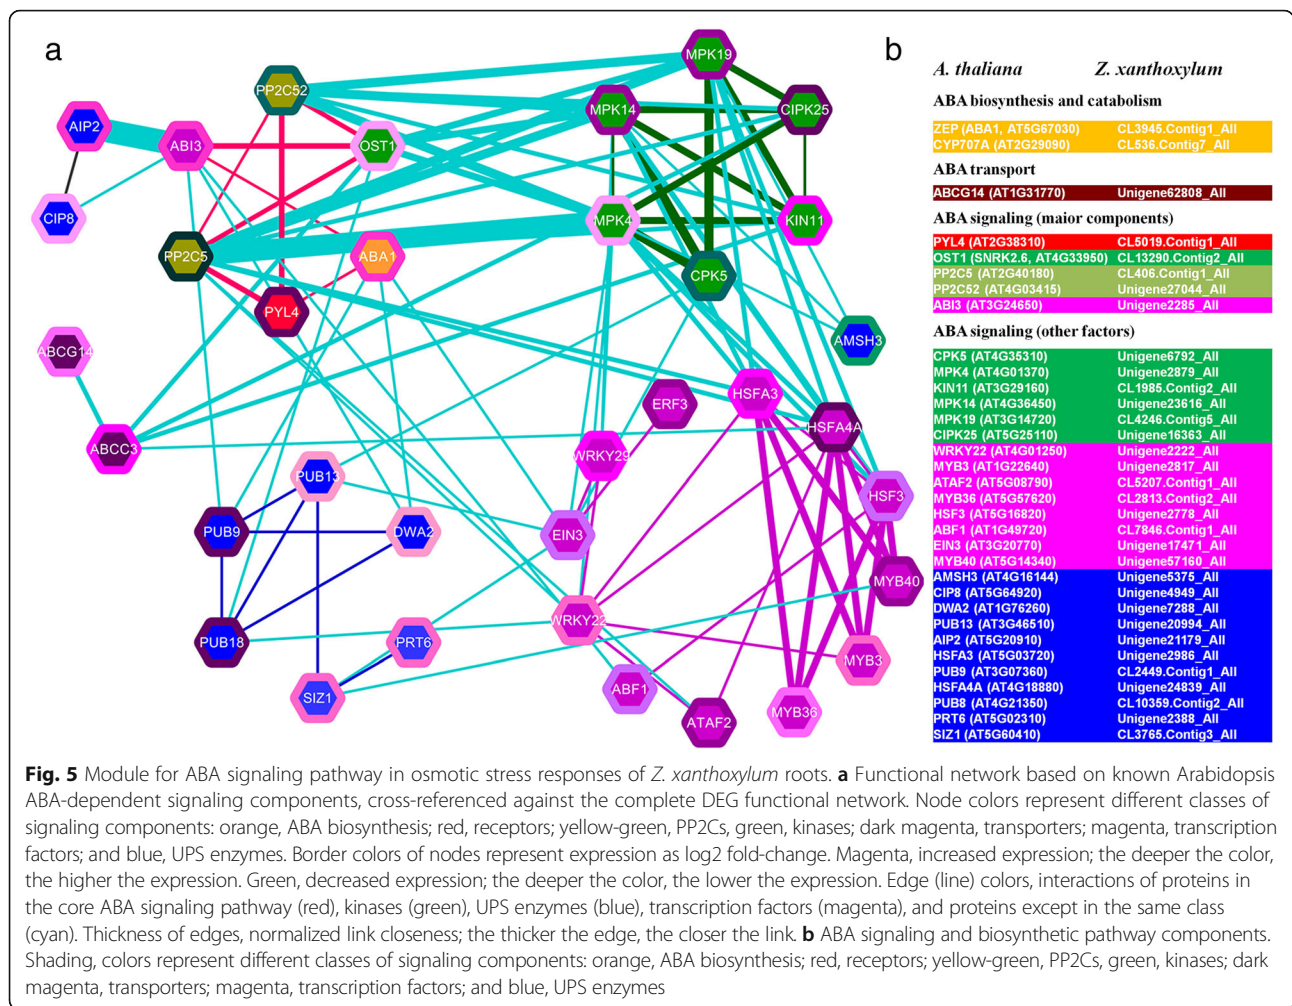 a
b
MPK19
PP2C52
MPK14
CIPK25
AIP2
ABI3
OST1
CIP8
MPK4
KIN11
PP2C5
ABA1
CPK5
PYL4
ABCG14
AMSH3
HSFA3
ERF3
HSFA4A
ABCC3
WRKY29
PUB13
HSF3
PUB9
DWA2
EIN3
MYB40
WRKY22
PUB18
PRT6
MYB3
SIZ1
ABF1
MYB36
ATAF2
A. thaliana Z. xanthoxylum
ABA biosynthesis and catabolism
ZEP (ABA1, AT5G67030) CL3945.Contig1_All
CYP707A (AT2G29090) CL536.Contig7_All
ABA transport
ABCG14 (AT1G31770) Unigene62808_All
ABA signaling (maior components)
PYL4 (AT2G38310) CL5019.Contig1_All
OST1 (SNRK2.6, AT4G33950) CL13290.Contig2_All
PP2C5 (AT2G40180) CL406.Contig1_All
PP2C52 (AT4G03415) Unigene27044_All
ABI3 (AT3G24650) Unigene2285_All
ABA signaling (other factors)
CPK5 (AT4G35310) Unigene6792_All
MPK4 (AT4G01370) Unigene2879_All
KIN11 (AT3G29160) CL1985.Contig2_All
MPK14 (AT4G36450) Unigene23616_All
MPK19 (AT3G14720) CL4246.Contig5_All
CIPK25 (AT5G25110) Unigene16363_All
WRKY22 (AT4G01250) Unigene2222_All
MYB3 (AT1G22640) Unigene2817_All
ATAF2 (AT5G08790) CL5207.Contig1_All
MYB36 (AT5G57620) CL2813.Contig2_All
HSF3 (AT5G16820) Unigene2778_All
ABF1 (AT1G49720) CL7846.Contig1_All
EIN3 (AT3G20770) Unigene17471_All
MYB40 (AT5G14340) Unigene57160_All
AMSH3 (AT4G16144) Unigene5375_All
CIP8 (AT5G64920) Unigene4949_All
DWA2 (AT1G76260) Unigene7288_All
PUB13 (AT3G46510) Unigene20994_All
AIP2 (AT5G20910) Unigene21179_All
HSFA3 (AT5G03720) Unigene2986_All
PUB9 (AT3G07360) CL2449.Contig1_All
HSFA4A (AT4G18880) Unigene24839_All
PUB8 (AT4G21350) CL10359.Contig2_All
PRT6 (AT5G02310) Unigene2388_All
SIZ1 (AT5G60410) CL3765.Contig3_All
Fig. 5 Module for ABA signaling pathway in osmotic stress responses of Z. xanthoxylum roots. a Functional network based on known Arabidopsis
ABA-dependent signaling components, cross-referenced against the complete DEG functional network. Node colors represent different classes of
signaling components: orange, ABA biosynthesis; red, receptors; yellow-green, PP2Cs, green, kinases; dark magenta, transporters; magenta, transcription
factors; and blue, UPS enzymes. Border colors of nodes represent expression as log2 fold-change. Magenta, increased expression; the deeper the color,
the higher the expression. Green, decreased expression; the deeper the color, the lower the expression. Edge (line) colors, interactions of proteins in
the core ABA signaling pathway (red), kinases (green), UPS enzymes (blue), transcription factors (magenta), and proteins except in the same class
(cyan). Thickness of edges, normalized link closeness; the thicker the edge, the closer the link. b ABA signaling and biosynthetic pathway components.
Shading, colors represent different classes of signaling components: orange, ABA biosynthesis; red, receptors; yellow-green, PP2Cs, green, kinases; dark
magenta, transporters; magenta, transcription factors; and blue, UPS enzymes